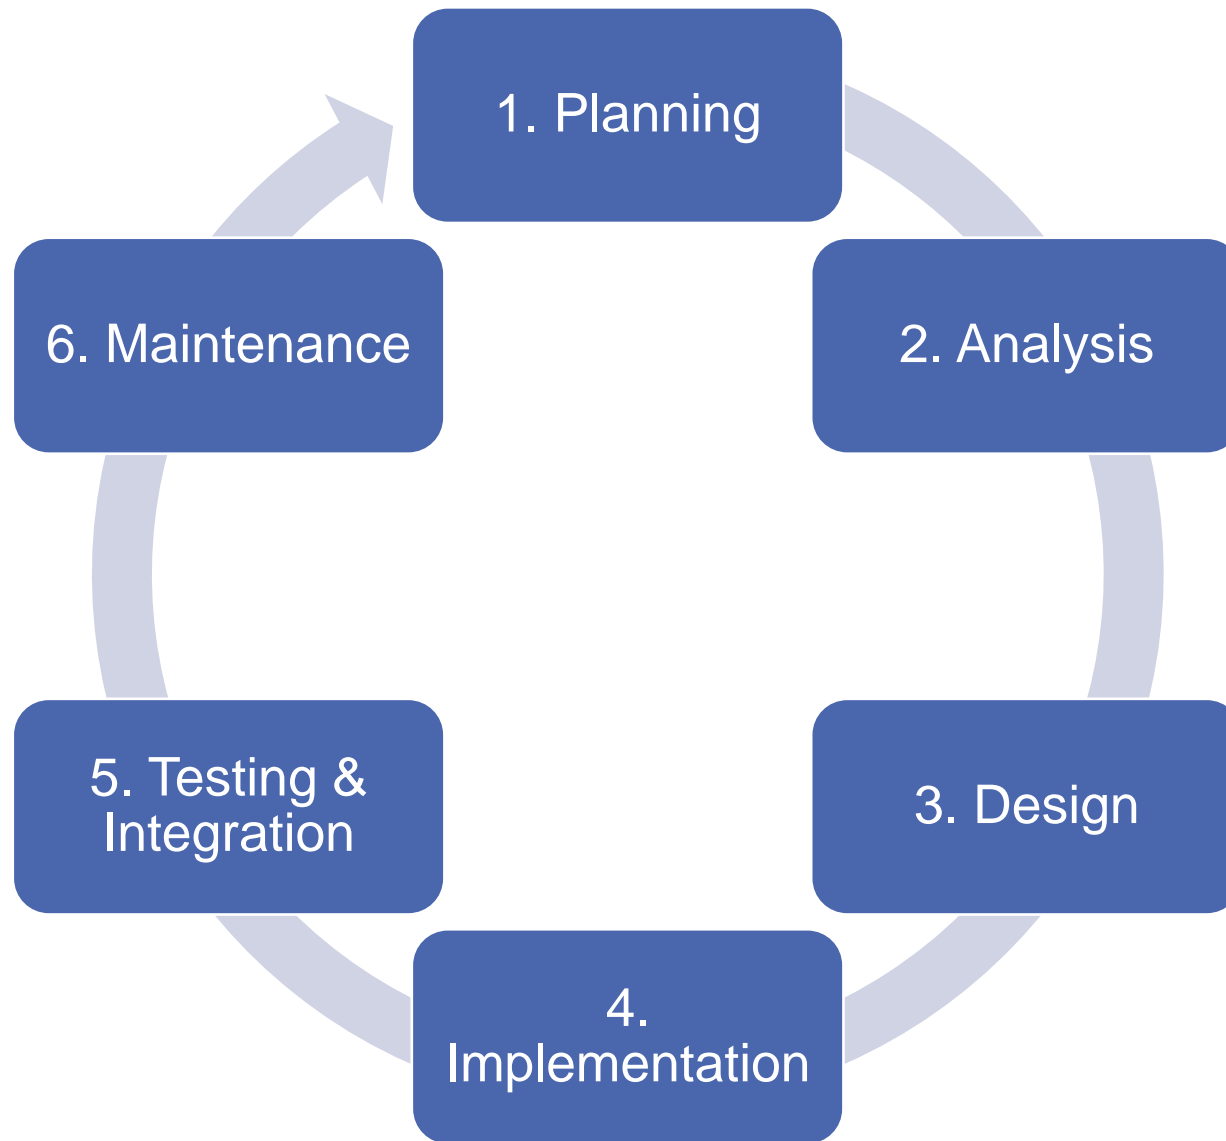 1. Planning
2. Analysis
3. Design
4.
Implementation
5. Testing &
Integration
6. Maintenance